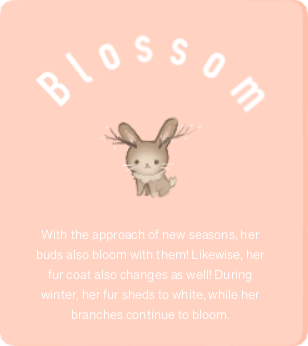 Blossom
With the approach of new seasons, her
buds also bloom with them! Likewise, her
fur coat also changes as well! During
winter, her fur sheds to white, while her
branches continue to bloom.